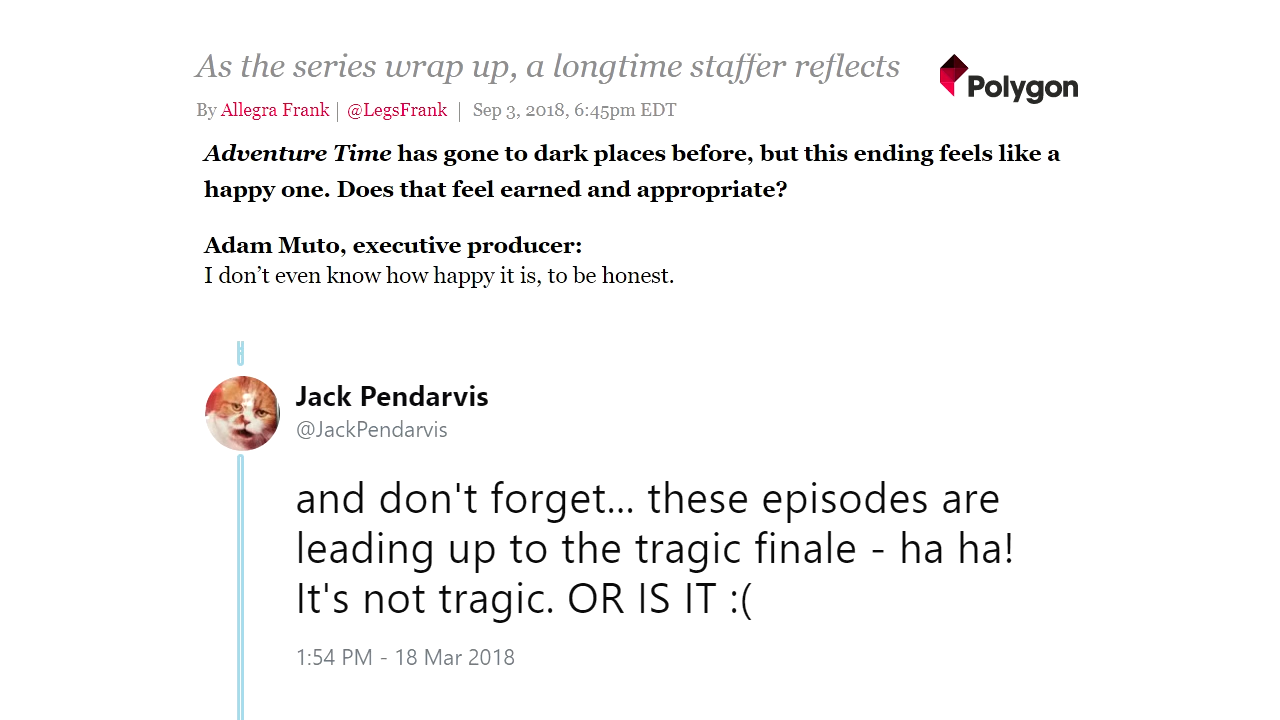 As the series wrap up, a longtime staffer reflects
Polygon
By Allegra Frank | @LegsFrank | Sep 3, 2018, 6:45pm EDT
Adventure Time has gone to dark places before, but this ending feels like a
happy one. Does that feel earned and appropriate?
Adam Muto, executive producer:
I don’t even know how happy it is, to be honest.
Jack Pendarvis
@JackPendarvis
and don't forget... these episodes are
leading up to the tragic finale - ha ha!
It's not tragic. OR IS IT :(
1:54 PM - 18 Mar 2018